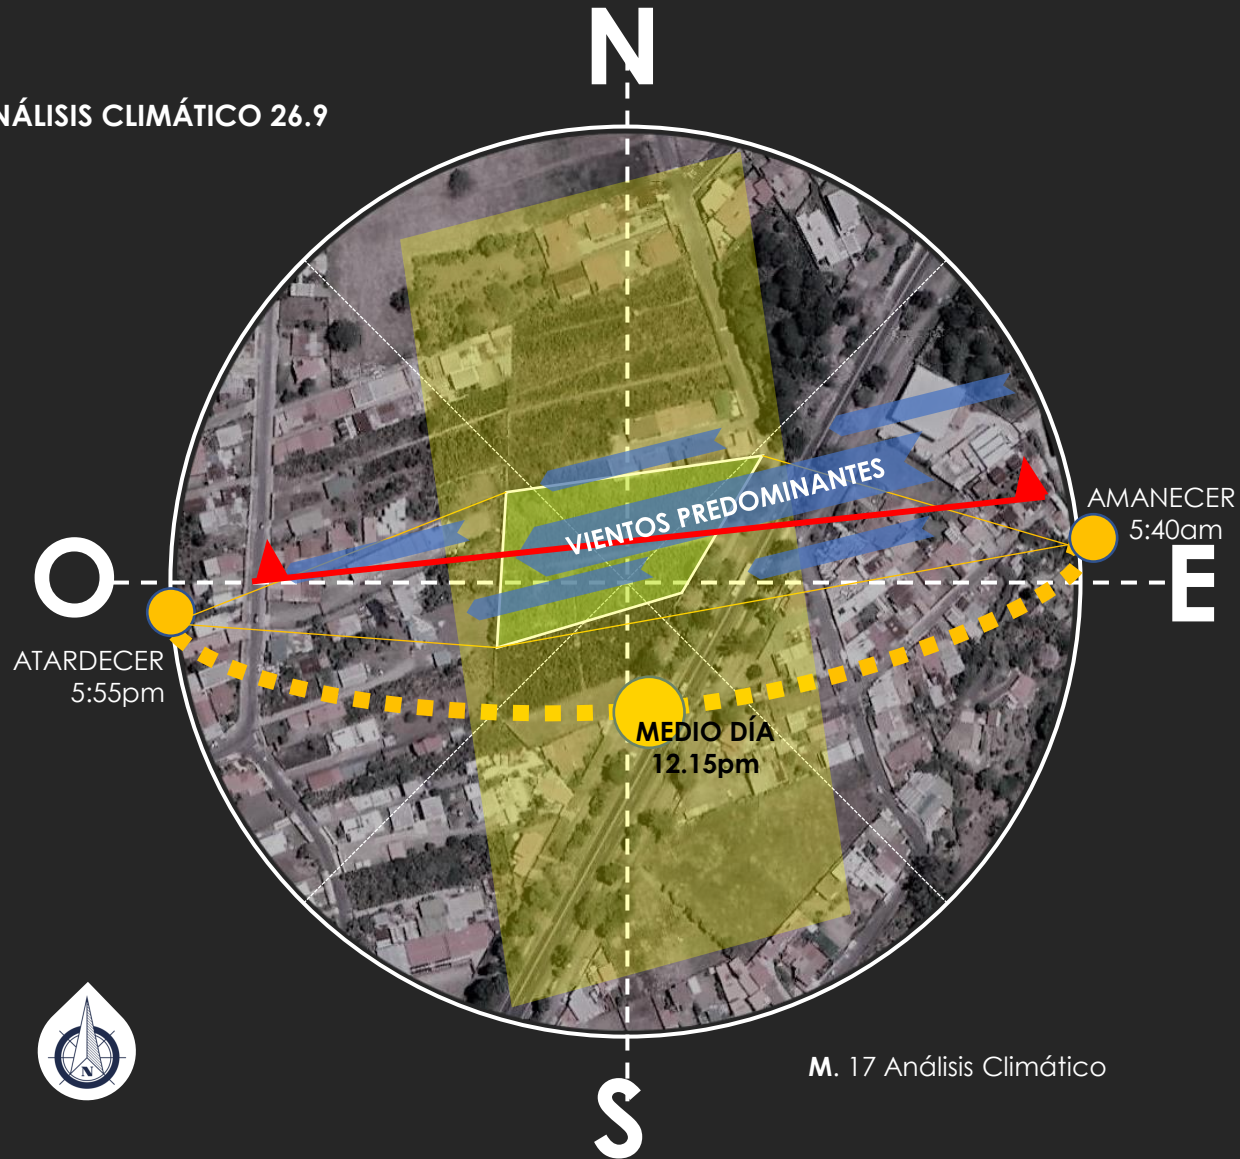 N
NÁLISIS CLIMÁTICO 26.9
VIENTOS PREDOMINANTES
AMANECER
5:40am
O
E
ATARDECER
5:55pm
MEDIO DÍA
12.15pm
N
M. 17 Análisis Climático
S